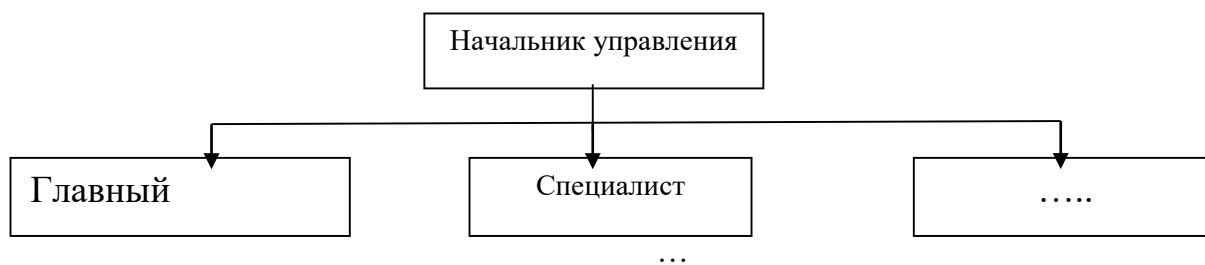 Начальник управления
Главный
Специалист
…..
…